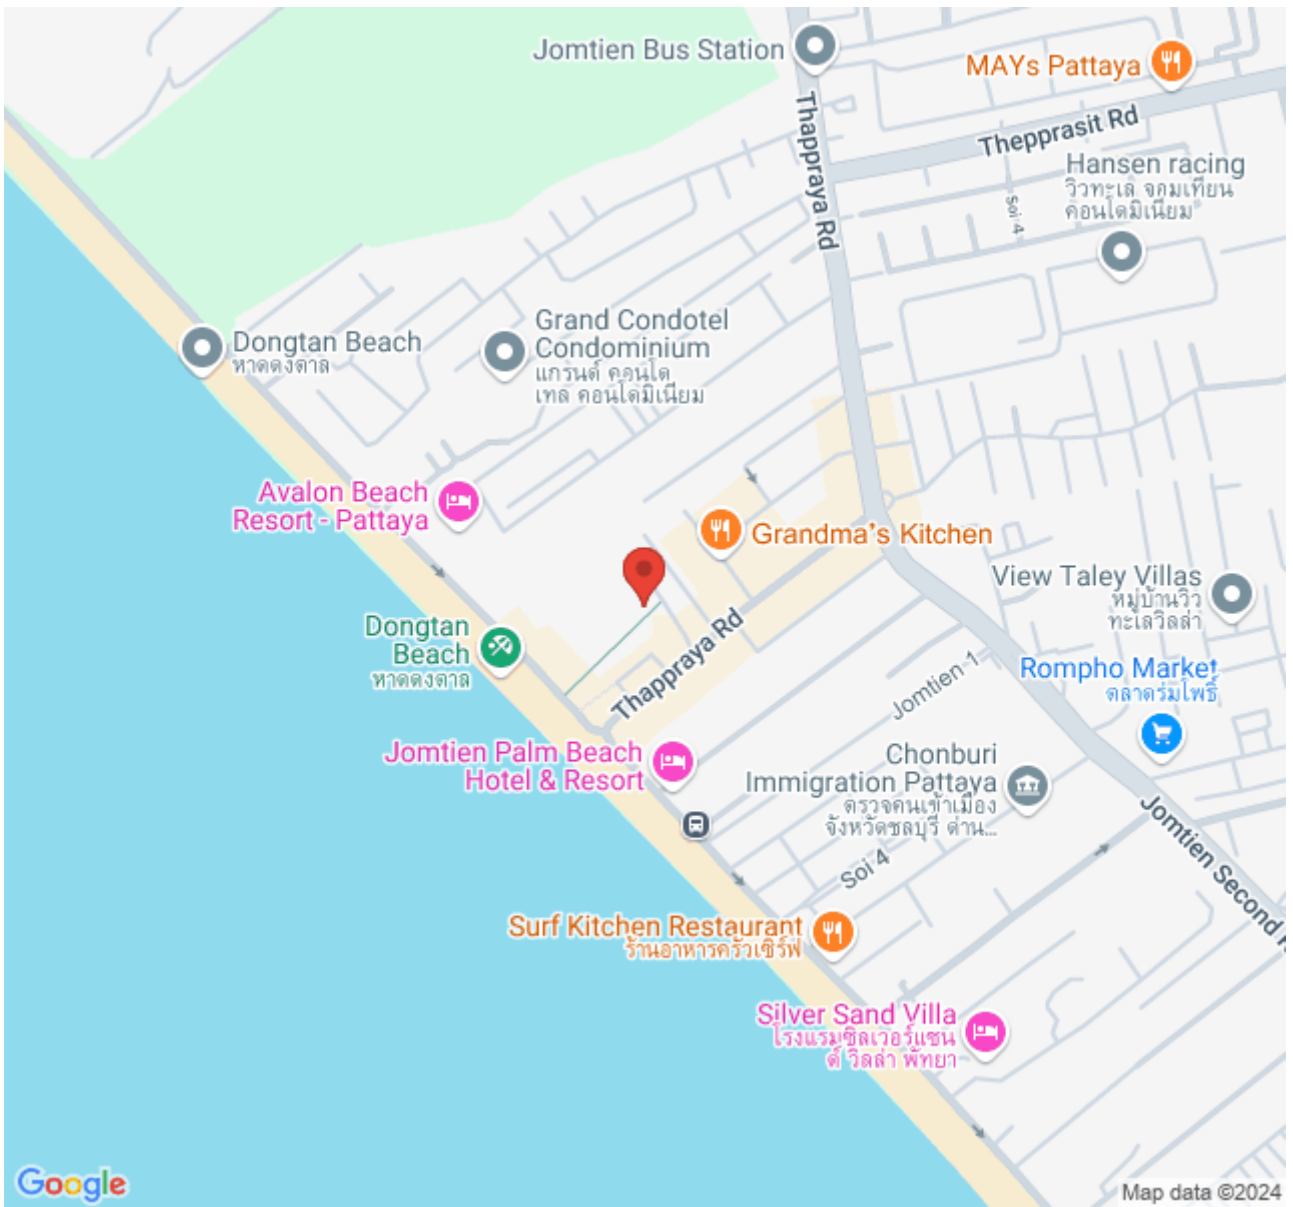 Jomtien Bus Station
MAYs Pattaya
Thepprasit Rd
Thappraya Rd
Hansen racing
วิวทะเล จอมเทียน
คอนโดมิเนียม
Soi 4
Dongtan Beach
หาดดงตาล
Grand Condotel
Condominium
แกรนด์ คอนโด
เทล คอนโดมิเนียม
Avalon Beach
Resort - Pattaya
Grandma's Kitchen
View Taley Villas
หมู่บ้านวิว
ทะเลวิลล่า
Dongtan
Beach
หาดดงตาล
Thappraya Rd
Jomtien 1
Rompho Market
ตลาดร่มโพธิ์
Jomtien Palm Beach
Hotel & Resort
Chonburi
Immigration Pattaya
ตรวจคนเข้าเมือง
จังหวัดชลบุรี ด่าน...
Jomtien Second R
Soi 4
Surf Kitchen Restaurant
ร้านอาหารครัวเซิร์ฟ
Silver Sand Villa
โรงแรมซิลเวอร์แซน
ด์ วิลล่า พัทยา
Google
Map data ©2024